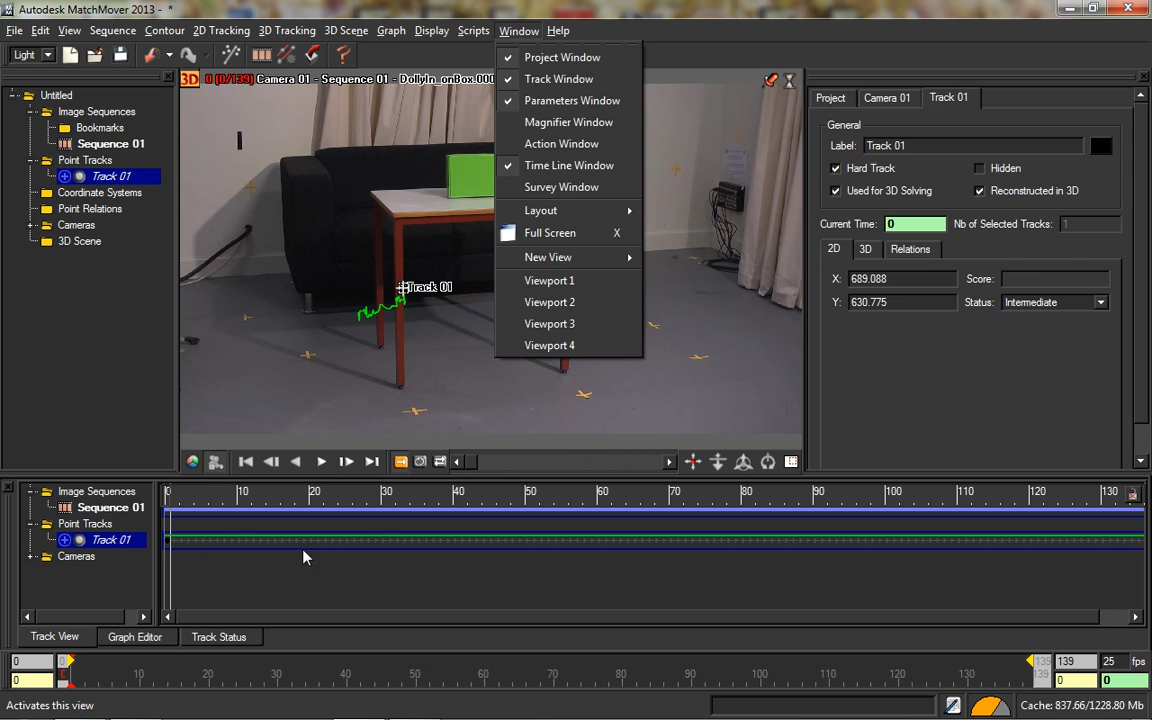 Autodesk MatchMover 2013 - *
File Edit View Sequence Contour 2D Tracking 3D Tracking 3D Scene Graph Display Scripts Window Help
Light
3D 0 (0/139) Camera 01 - Sequence 01 - DollyIn_onBox.000
Untitled
Image Sequences
Bookmarks
Sequence 01
Point Tracks
Track 01
Coordinate Systems
Point Relations
Cameras
3D Scene
Track 01
Project Window
Track Window
Parameters Window
Magnifier Window
Action Window
Time Line Window
Survey Window
Layout
Full Screen X
New View
Viewport 1
Viewport 2
Viewport 3
Viewport 4
Project Camera 01 Track 01
General
Label: Track 01
Hard Track Hidden
Used for 3D Solving Reconstructed in 3D
Current Time: 0 Nb of Selected Tracks: 1
2D 3D Relations
X: 689.088 Score:
Y: 630.775 Status: Intermediate
Image Sequences
Sequence 01
Point Tracks
Track 01
Cameras
0 10 20 30 40 50 60 70 80 90 100 110 120 130
Track View Graph Editor Track Status
0 0 10 20 30 40 50 60 70 80 90 100 110 120 130 139 139 25 fps
0 C 139 0 0
Activates this view
Cache: 837.66/1228.80 Mb